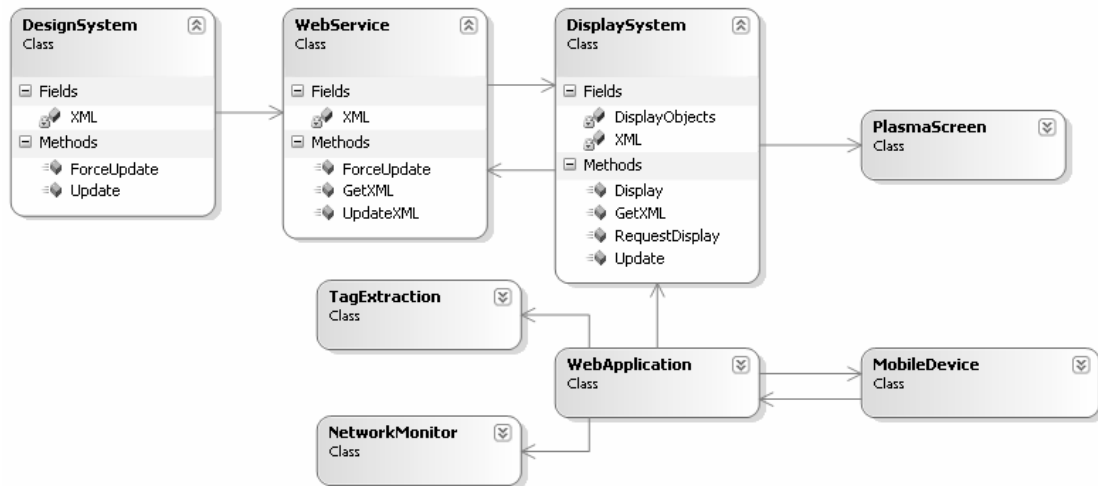 DesignSystem
Class
Fields
XML
Methods
ForceUpdate
Update
WebService
Class
Fields
XML
Methods
ForceUpdate
GetXML
UpdateXML
DisplaySystem
Class
Fields
DisplayObjects
XML
Methods
Display
GetXML
RequestDisplay
Update
PlasmaScreen
Class
TagExtraction
Class
WebApplication
Class
MobileDevice
Class
NetworkMonitor
Class